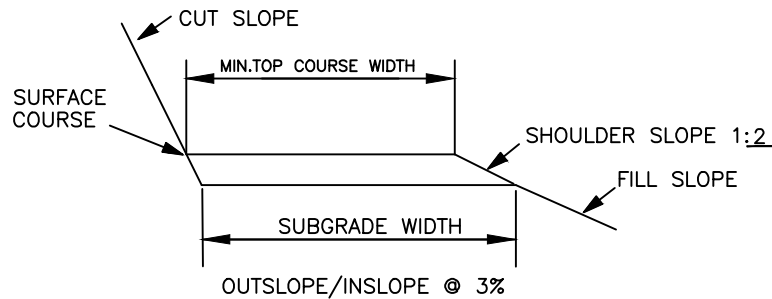 CUT SLOPE
MIN.TOP COURSE WIDTH
SURFACE
COURSE
SHOULDER SLOPE 1:2
FILL SLOPE
SUBGRADE WIDTH
OUTSLOPE/INSLOPE @ 3%